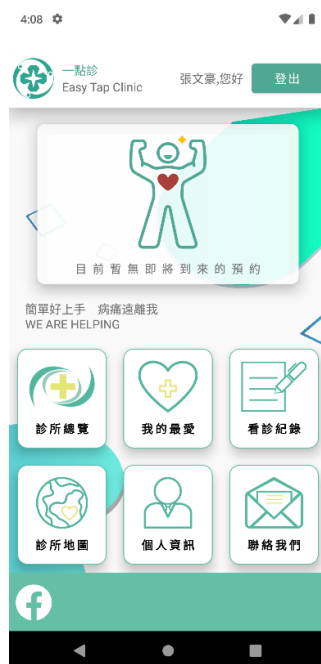 4:08
一點診
Easy Tap Clinic
張文豪,您好
登出
目前暫無即將到來的預約
簡單好上手 病痛遠離我
WE ARE HELPING
診所總覽
我的最愛
看診紀錄
診所地圖
個人資訊
聯絡我們